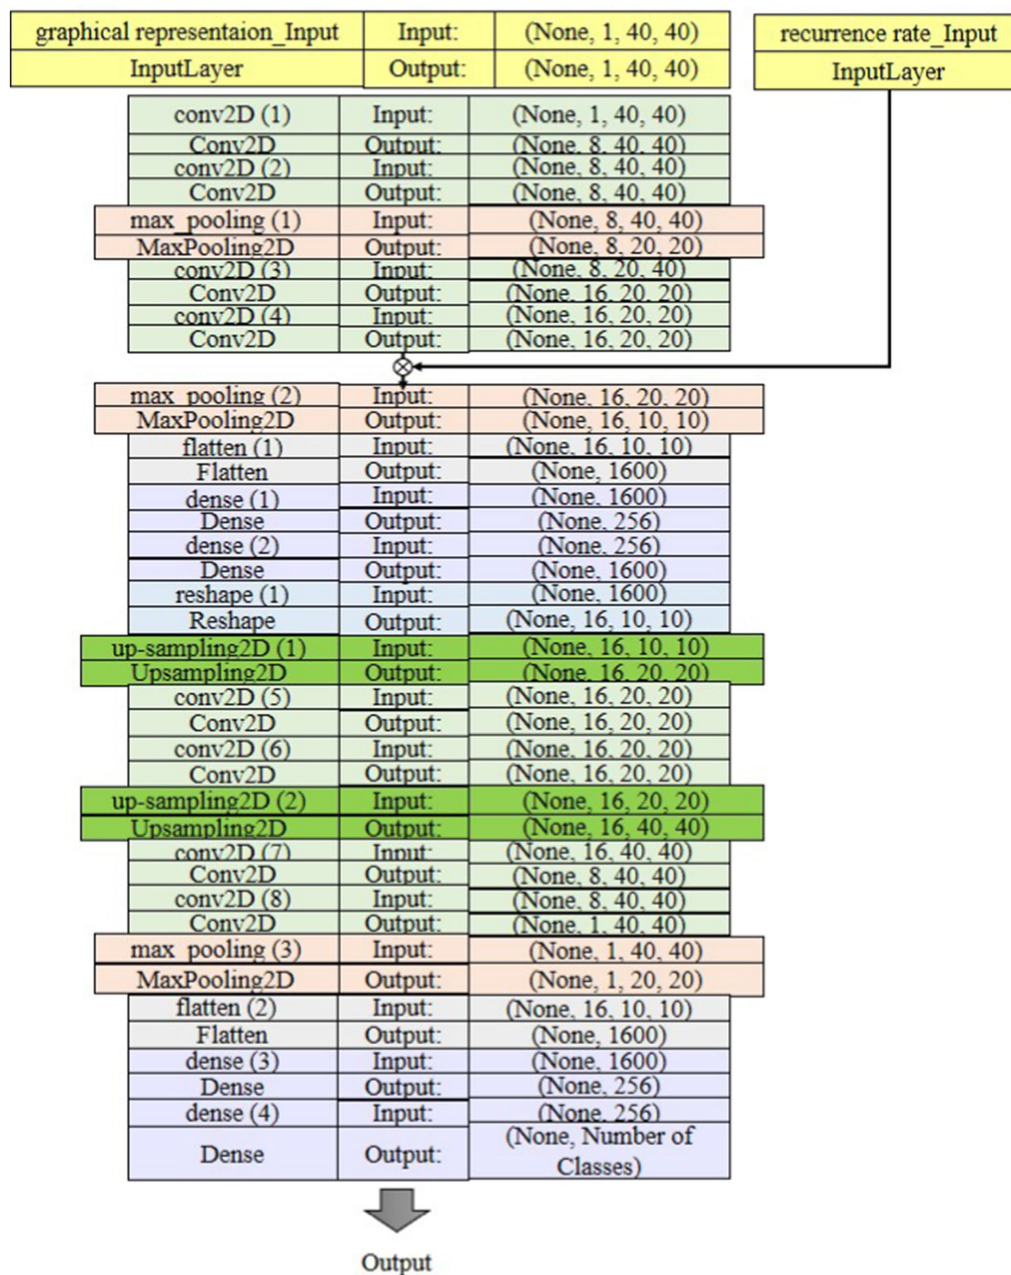 graphical representaion_Input Input: (None, 1, 40, 40) recurrence rate_Input
InputLayer Output: (None, 1, 40, 40) InputLayer
conv2D (1) Input: (None, 1, 40, 40)
Conv2D Output: (None, 8, 40, 40)
conv2D (2) Input: (None, 8, 40, 40)
Conv2D Output: (None, 8, 40, 40)
max_pooling (1) Input: (None, 8, 40, 40)
MaxPooling2D Output: (None, 8, 20, 20)
conv2D (3) Input: (None, 8, 20, 40)
Conv2D Output: (None, 16, 20, 20)
conv2D (4) Input: (None, 16, 20, 20)
Conv2D Output: (None, 16, 20, 20)
max_pooling (2) Input: (None, 16, 20, 20)
MaxPooling2D Output: (None, 16, 10, 10)
flatten (1) Input: (None, 16, 10, 10)
Flatten Output: (None, 1600)
dense (1) Input: (None, 1600)
Dense Output: (None, 256)
dense (2) Input: (None, 256)
Dense Output: (None, 1600)
reshape (1) Input: (None, 1600)
Reshape Output: (None, 16, 10, 10)
up-sampling2D (1) Input: (None, 16, 10, 10)
Upsampling2D Output: (None, 16, 20, 20)
conv2D (5) Input: (None, 16, 20, 20)
Conv2D Output: (None, 16, 20, 20)
conv2D (6) Input: (None, 16, 20, 20)
Conv2D Output: (None, 16, 20, 20)
up-sampling2D (2) Input: (None, 16, 20, 20)
Upsampling2D Output: (None, 16, 40, 40)
conv2D (7) Input: (None, 16, 40, 40)
Conv2D Output: (None, 8, 40, 40)
conv2D (8) Input: (None, 8, 40, 40)
Conv2D Output: (None, 1, 40, 40)
max_pooling (3) Input: (None, 1, 40, 40)
MaxPooling2D Output: (None, 1, 20, 20)
flatten (2) Input: (None, 16, 10, 10)
Flatten Output: (None, 1600)
dense (3) Input: (None, 1600)
Dense Output: (None, 256)
dense (4) Input: (None, 256)
Dense Output: (None, Number of
Classes)
Output